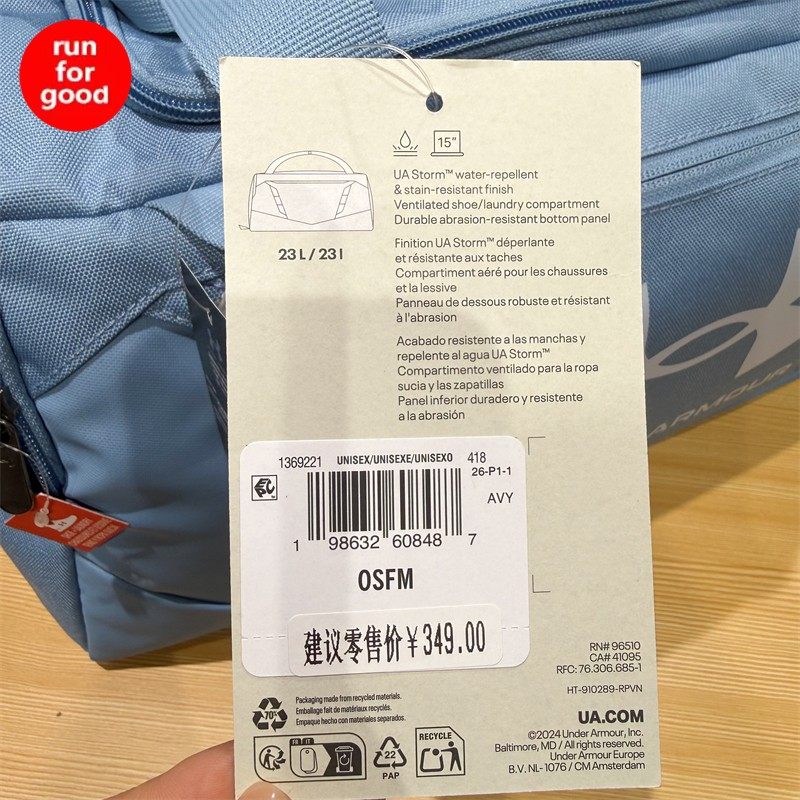 run
for
good
15"
UA Storm™ water-repellent
& stain-resistant finish
Ventilated shoe/laundry compartment
Durable abrasion-resistant bottom panel
23 L / 23 l
Finition UA Storm™ déperlante
et résistante aux taches
Compartiment aéré pour les chaussures
et la lessive
Panneau de dessous robuste et résistant
à l'abrasion
Acabado resistente a las manchas y
repelente al agua UA Storm™
Compartimento ventilado para la ropa
sucia y las zapatillas
Panel inferior duradero y resistente
a la abrasión
ARMOUR
1369221 UNISEX/UNISEXE/UNISEXO 418
26-P1-1
AVY
1 98632 60848 7
OSFM
建议零售价¥349.00
RN# 96510
CA# 41095
RFC: 76.306.685-1
HT-910289-RPVN
70%
Packaging made from recycled materials.
Emballage fait de matériaux recyclés.
Empaque hecho con materiales separados.
UA.COM
©2024 Under Armour, Inc.
Baltimore, MD / All rights reserved.
Under Armour Europe
B.V. NL- 1076 / CM Amsterdam
FR IT
22
PAP
RECYCLE